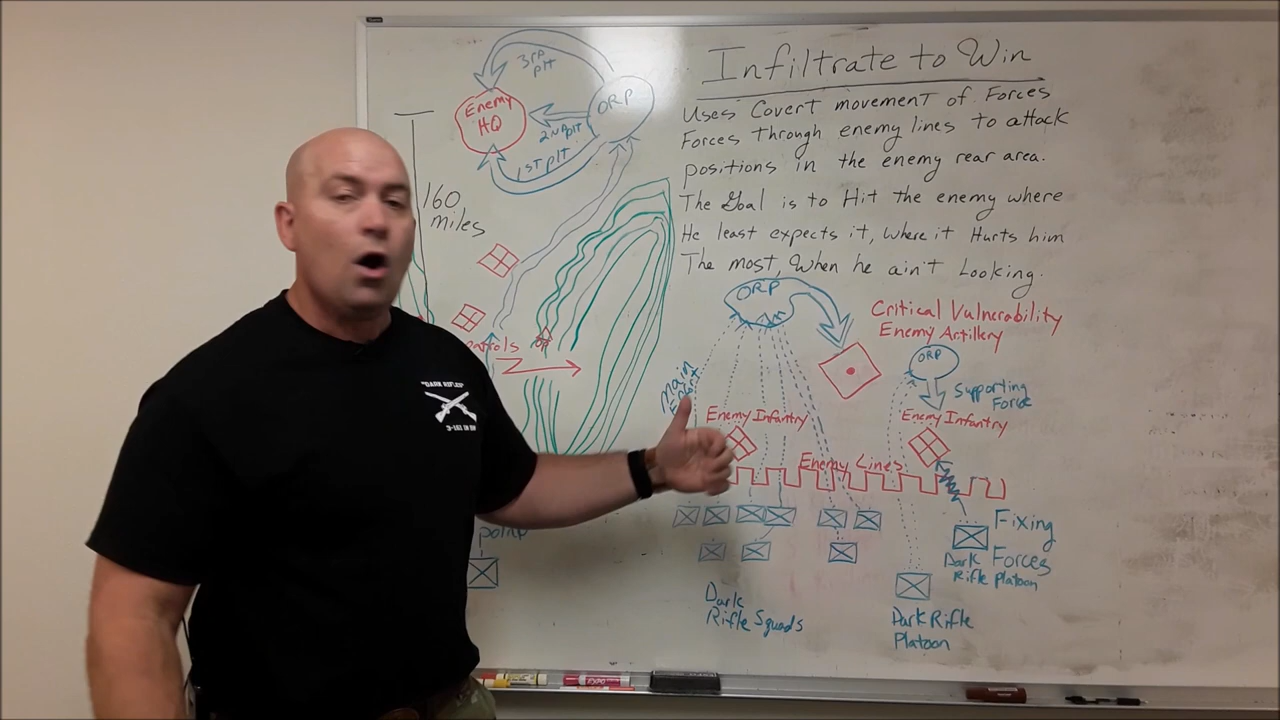 Infiltrate to Win
Uses Covert movement of Forces
Forces through enemy lines to attack
positions in the enemy rear area.
The Goal is to Hit the enemy where
He least expects it, where it Hurts him
The most, When he ain't Looking.
3rd plt
Enemy
HQ
ORP
2nd plt
1st plt.
160
miles
ORP
Critical Vulnerability
Enemy Artillery
ORP
Supporting
Force
Main
Effort
Enemy Infantry
Enemy Infantry
Enemy Lines
Fixing
Forces
Dark
Rifle Platoon
Dark
Rifle Squads
Dark Rifle
Platoon
"DARK RIFLES"
EXPO